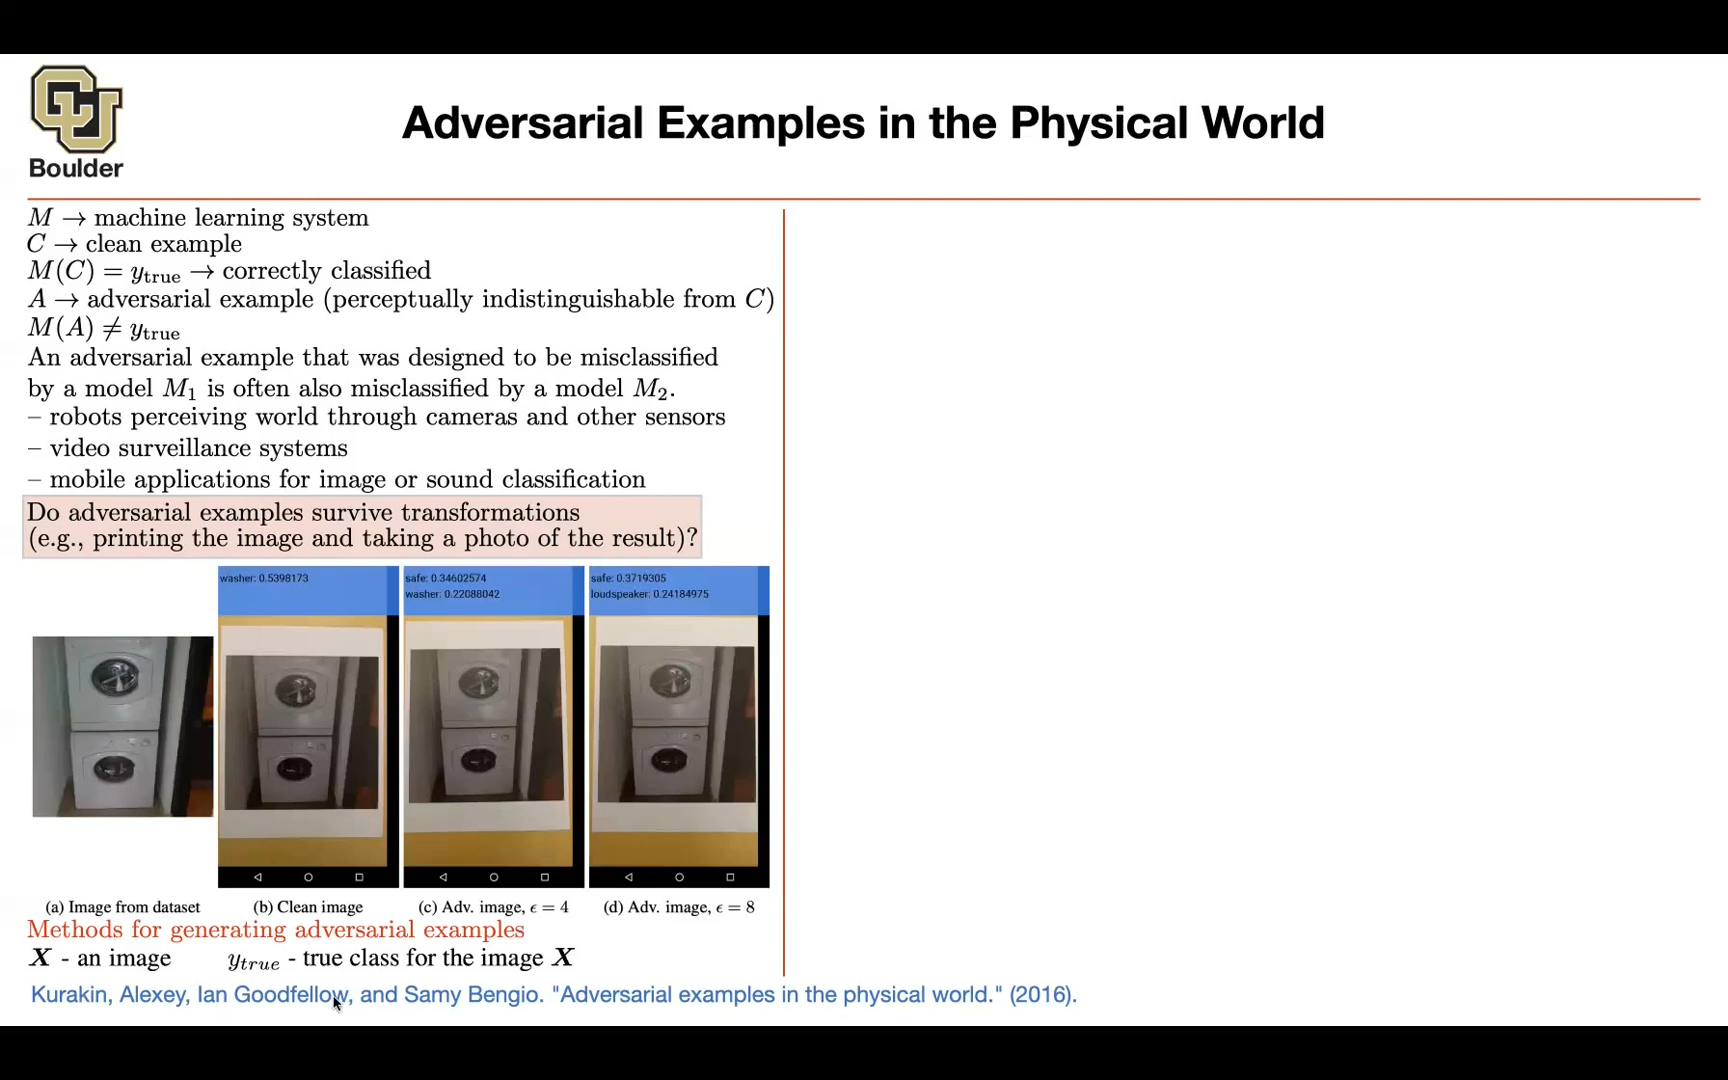 CU
Boulder
Adversarial Examples in the Physical World
M → machine learning system
C → clean example
M(C) = y_true → correctly classified
A → adversarial example (perceptually indistinguishable from C)
M(A) ≠ y_true
An adversarial example that was designed to be misclassified
by a model M₁ is often also misclassified by a model M₂.
– robots perceiving world through cameras and other sensors
– video surveillance systems
– mobile applications for image or sound classification
Do adversarial examples survive transformations
(e.g., printing the image and taking a photo of the result)?
washer: 0.5398173
safe: 0.34602574
washer: 0.22088042
safe: 0.3719305
loudspeaker: 0.24184975
(a) Image from dataset
(b) Clean image
(c) Adv. image, ϵ = 4
(d) Adv. image, ϵ = 8
Methods for generating adversarial examples
X - an image y_true - true class for the image X
Kurakin, Alexey, Ian Goodfellow, and Samy Bengio. "Adversarial examples in the physical world." (2016).